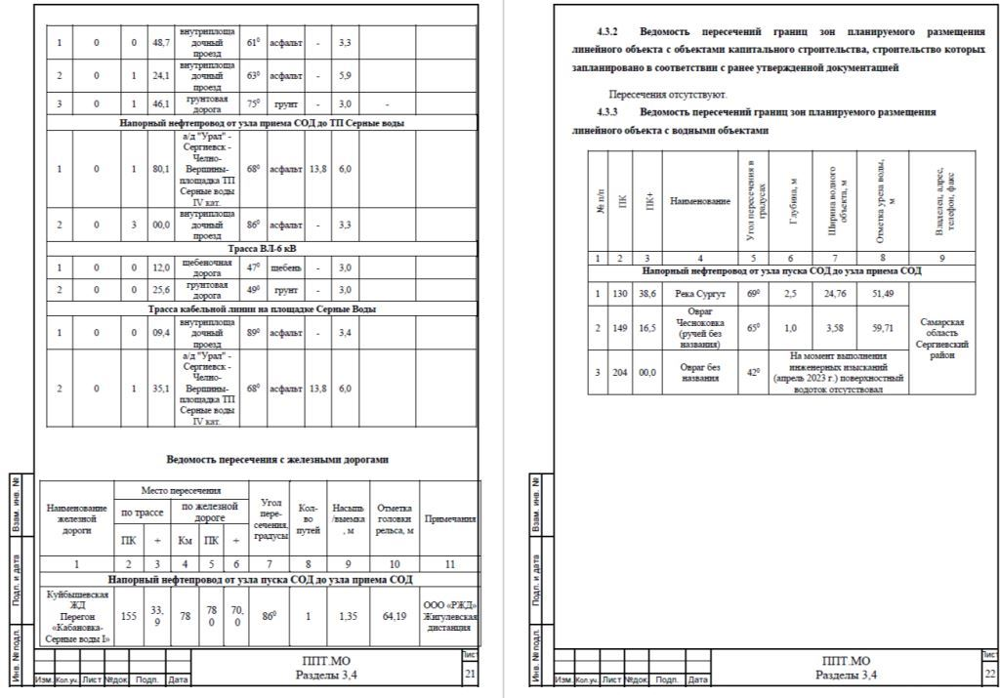 1 0 0 48,7 внутриплоща дочный проезд 61⁰ асфальт - 3,3
2 0 1 24,1 внутриплоща дочный проезд 63⁰ асфальт - 5,9
3 0 1 46,1 грунтовая дорога 75⁰ грунт - 3,0 -
Напорный нефтепровод от узла приема СОД до ТП Серные воды
1 0 1 80,1 а/д "Урал" - Сергиевск - Челно-Вершины-площадка ТП Серные воды IV кат. 68⁰ асфальт 13,8 6,0
2 0 3 00,0 внутриплоща дочный проезд 86⁰ асфальт - 3,3
Трасса ВЛ-6 кВ
1 0 0 12,0 щебеночная дорога 47⁰ щебень - 3,0
2 0 0 25,6 грунтовая дорога 49⁰ грунт - 3,0
Трасса кабельной линии на площадке Серные Воды
1 0 0 09,4 внутриплоща дочный проезд 89⁰ асфальт - 3,4
2 0 1 35,1 а/д "Урал" - Сергиевск - Челно-Вершины-площадка ТП Серные воды IV кат. 68⁰ асфальт 13,8 6,0
Ведомость пересечения с железными дорогами
Наименование железной дороги
Место пересечения
по трассе
по железной дороге
ПК + Км ПК +
Угол пере-сечения, градусы
Кол-во путей
Насыпь /выемка , м
Отметка головки рельса, м
Примечания
1 2 3 4 5 6 7 8 9 10 11
Напорный нефтепровод от узла пуска СОД до узла приема СОД
Куйбышевская ЖД Перегон «Кабановка-Серные воды I» 155 33,9 78 780 70,0 86⁰ 1 1,35 64,19 ООО «РЖД» Жигулевская дистанция
Взам. инв. №
Подп. и дата
Инв. № подл.
Изм. Кол.уч. Лист №док Подп. Дата
ППТ.МО
Разделы 3,4
Лист
21
4.3.2 Ведомость пересечений границ зон планируемого размещения
линейного объекта с объектами капитального строительства, строительство которых
запланировано в соответствии с ранее утвержденной документацией
Пересечения отсутствуют.
4.3.3 Ведомость пересечений границ зон планируемого размещения
линейного объекта с водными объектами
№ п/п
ПК
ПК+
Наименование
Угол пересечения в градусах
Глубина, м
Ширина водного объекта, м
Отметка уреза воды, м
Владелец, адрес, телефон, факс
1 2 3 4 5 6 7 8 9
Напорный нефтепровод от узла пуска СОД до узла приема СОД
1 130 38,6 Река Сургут 69⁰ 2,5 24,76 51,49
2 149 16,5 Овраг Чесноковка (ручей без названия) 65⁰ 1,0 3,58 59,71
Самарская область Сергиевский район
3 204 00,0 Овраг без названия 42⁰ На момент выполнения инженерных изысканий (апрель 2023 г.) поверхностный водоток отсутствовал
Взам. инв. №
Подп. и дата
Инв. № подл.
Изм. Кол.уч. Лист №док Подп. Дата
ППТ.МО
Разделы 3,4
Лист
22